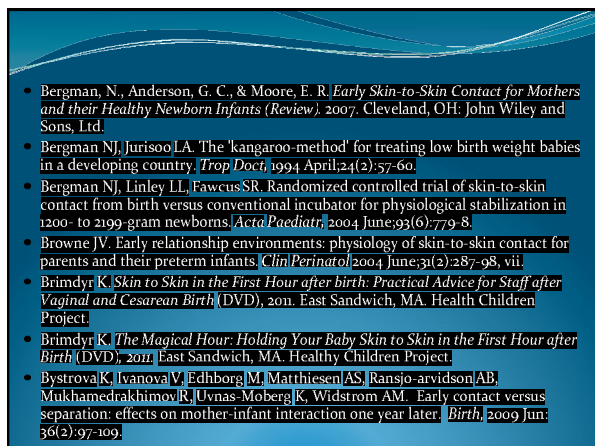 Bergman, N., Anderson, G. C., & Moore, E. R. Early Skin-to-Skin Contact for Mothers
and their Healthy Newborn Infants (Review). 2007. Cleveland, OH: John Wiley and
Sons, Ltd.
Bergman NJ, Jurisoo LA. The 'kangaroo-method' for treating low birth weight babies
in a developing country. Trop Doct, 1994 April;24(2):57-60.
Bergman NJ, Linley LL, Fawcus SR. Randomized controlled trial of skin-to-skin
contact from birth versus conventional incubator for physiological stabilization in
1200- to 2199-gram newborns. Acta Paediatr, 2004 June;93(6):779-8.
Browne JV. Early relationship environments: physiology of skin-to-skin contact for
parents and their preterm infants. Clin Perinatol 2004 June;31(2):287-98, vii.
Brimdyr K. Skin to Skin in the First Hour after birth: Practical Advice for Staff after
Vaginal and Cesarean Birth (DVD), 2011. East Sandwich, MA. Health Children
Project.
Brimdyr K. The Magical Hour: Holding Your Baby Skin to Skin in the First Hour after
Birth (DVD), 2011. East Sandwich, MA. Healthy Children Project.
Bystrova K, Ivanova V, Edhborg M, Matthiesen AS, Ransjo-arvidson AB,
Mukhamedrakhimov R, Uvnas-Moberg K, Widstrom AM. Early contact versus
separation: effects on mother-infant interaction one year later. Birth, 2009 Jun:
36(2):97-109.